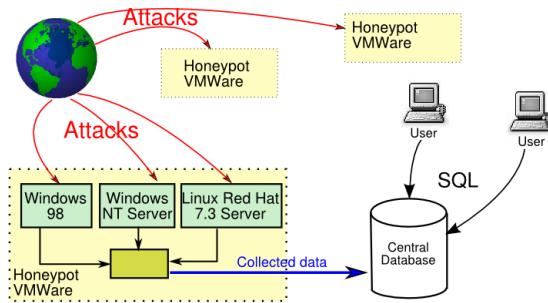 Attacks
Honeypot
VMWare
Honeypot
VMWare
Attacks
User
User
SQL
Windows
98
Windows
NT Server
Linux Red Hat
7.3 Server
Central
Database
Collected data
Honeypot
VMWare